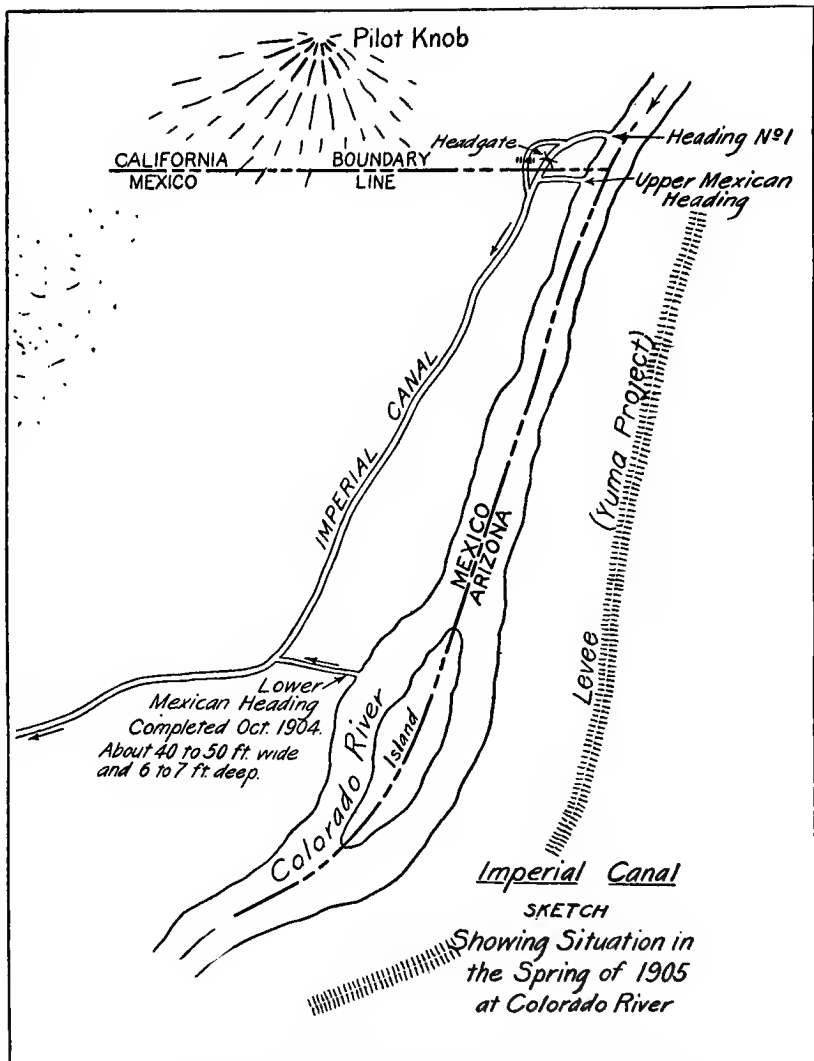 Pilot Knob
Headgate
Heading Nº1
CALIFORNIA BOUNDARY
MEXICO LINE
Upper Mexican
Heading
IMPERIAL CANAL
(Yuma Project)
Levee
MEXICO
ARIZONA
Lower
Mexican Heading
Completed Oct. 1904.
About 40 to 50 ft. wide
and 6 to 7 ft. deep.
Colorado River
Island
Imperial Canal
SKETCH
Showing Situation in
the Spring of 1905
at Colorado River